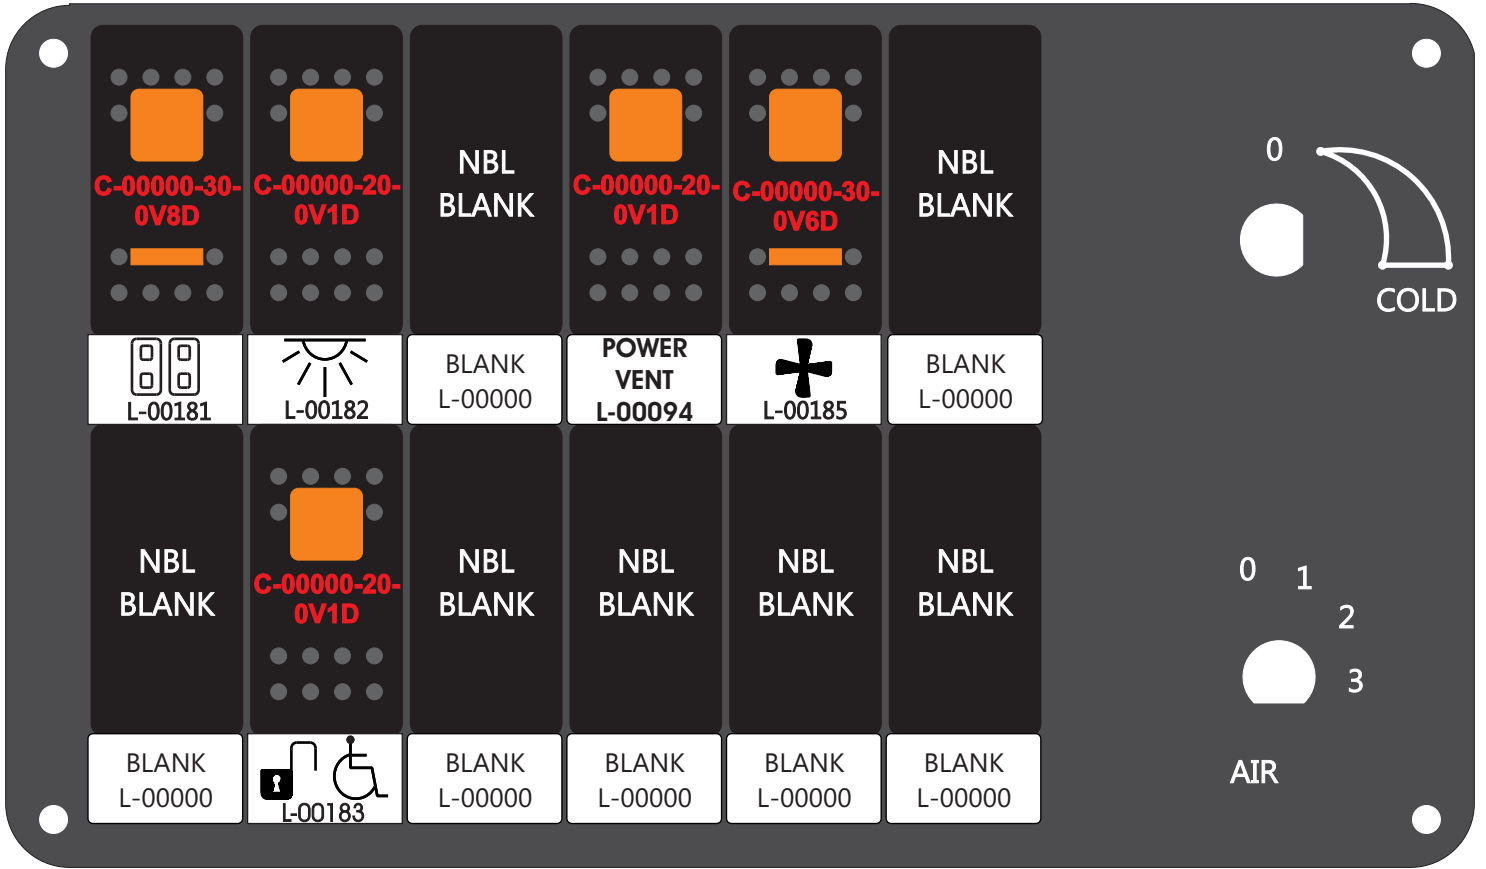 C-00000-30-
0V8D
C-00000-20-
0V1D
NBL
BLANK
C-00000-20-
0V1D
C-00000-30-
0V6D
NBL
BLANK
L-00181
L-00182
BLANK
L-00000
POWER
VENT
L-00094
L-00185
BLANK
L-00000
NBL
BLANK
C-00000-20-
0V1D
NBL
BLANK
NBL
BLANK
NBL
BLANK
NBL
BLANK
BLANK
L-00000
L-00183
BLANK
L-00000
BLANK
L-00000
BLANK
L-00000
BLANK
L-00000
0
COLD
0
1
2
3
AIR